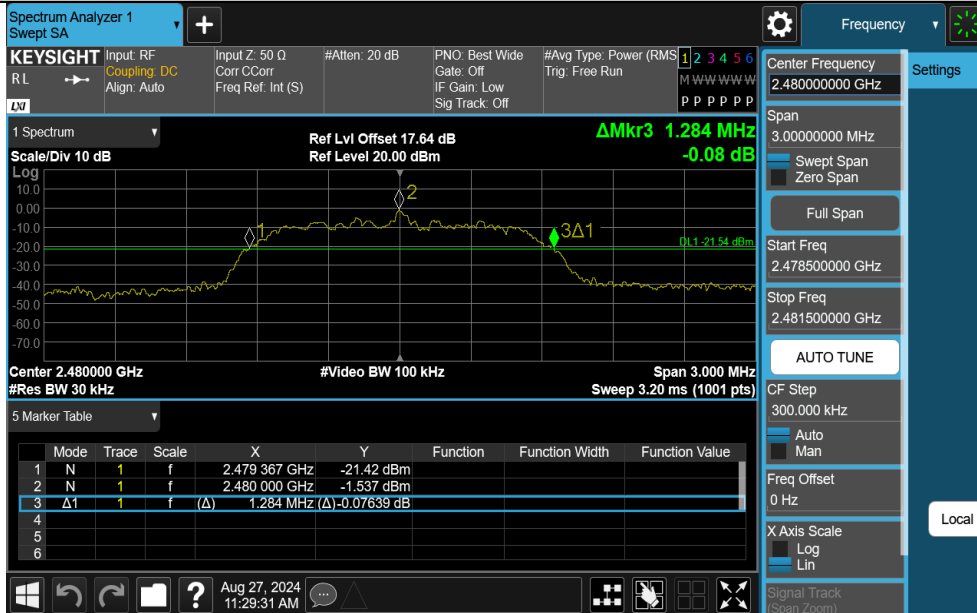 Spectrum Analyzer 1
Swept SA
+
Frequency
KEYSIGHT
RL
LXI
Input: RF
Coupling: DC
Align: Auto
Input Z: 50 Ω
Corr CCorr
Freq Ref: Int (S)
#Atten: 20 dB
PNO: Best Wide
Gate: Off
IF Gain: Low
Sig Track: Off
#Avg Type: Power (RMS
Trig: Free Run
1 2 3 4 5 6
M W W W W W
P P P P P P
1 Spectrum
Scale/Div 10 dB
Ref Lvl Offset 17.64 dB
Ref Level 20.00 dBm
ΔMkr3 1.284 MHz
-0.08 dB
Log
10.0
0.00
-10.0
-20.0
-30.0
-40.0
-50.0
-60.0
-70.0
1
2
3Δ1
DL1 -21.54 dBm
Center 2.480000 GHz
#Res BW 30 kHz
#Video BW 100 kHz
Span 3.000 MHz
Sweep 3.20 ms (1001 pts)
5 Marker Table
Mode Trace Scale X Y Function Function Width Function Value
1 N 1 f 2.479 367 GHz -21.42 dBm
2 N 1 f 2.480 000 GHz -1.537 dBm
3 Δ1 1 f (Δ) 1.284 MHz (Δ)-0.07639 dB
4
5
6
?
Aug 27, 2024
11:29:31 AM
Center Frequency
2.480000000 GHz
Span
3.00000000 MHz
Swept Span
Zero Span
Full Span
Start Freq
2.478500000 GHz
Stop Freq
2.481500000 GHz
AUTO TUNE
CF Step
300.000 kHz
Auto
Man
Freq Offset
0 Hz
X Axis Scale
Log
Lin
Signal Track
(Span Zoom)
Settings
Local